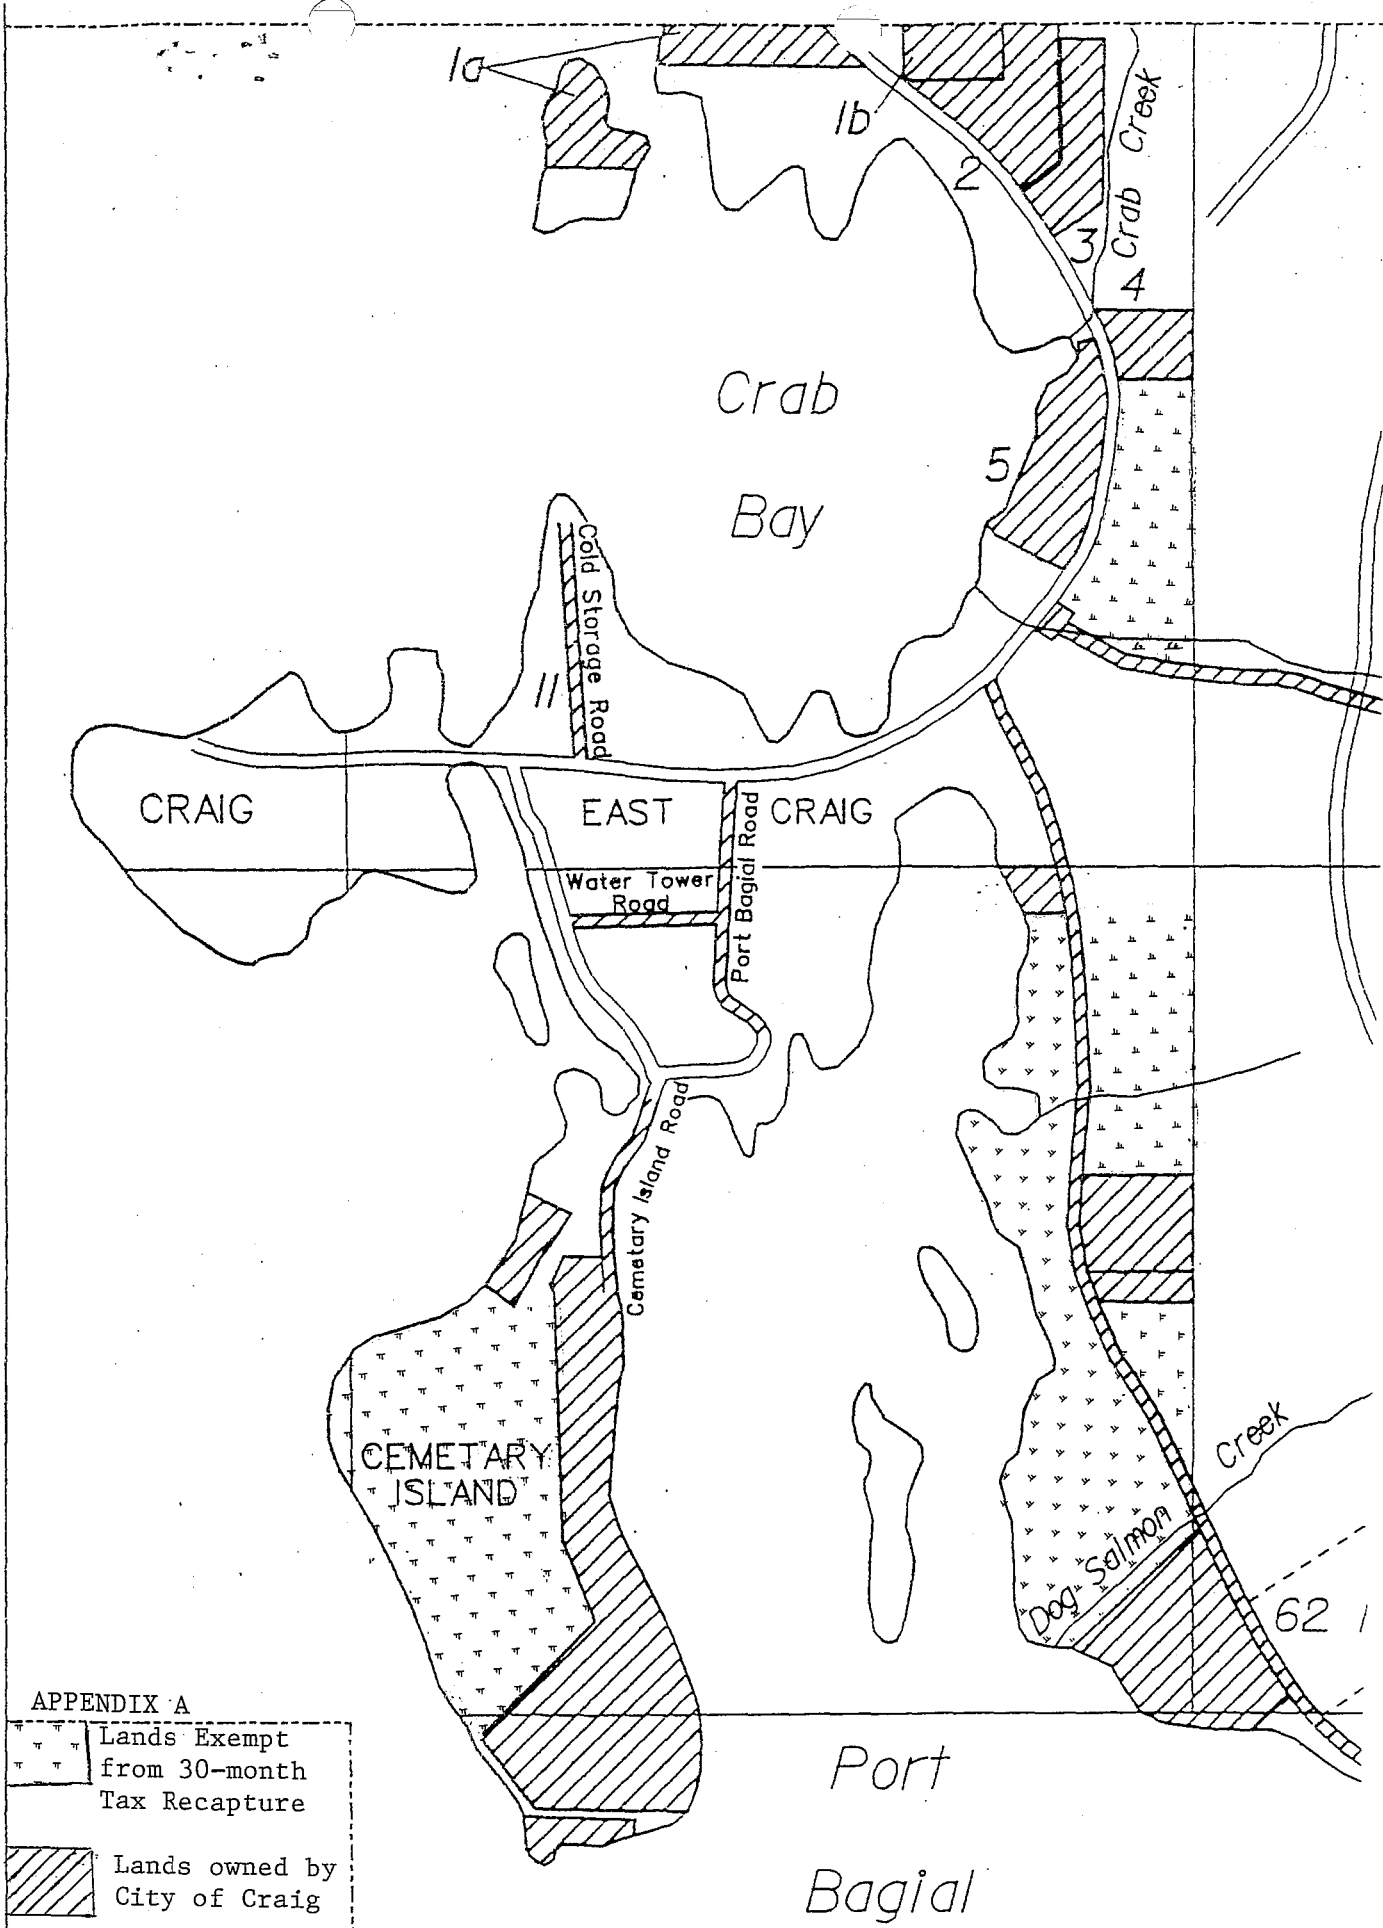 1a
1b
2
3
4
Crab Creek
Crab
Bay
5
Cold Storage Road
11
CRAIG
EAST CRAIG
Water Tower
Road
Port Bagial Road
Cemetary Island Road
CEMETARY
ISLAND
Dog Salmon Creek
62
APPENDIX A
Lands Exempt
from 30-month
Tax Recapture
Lands owned by
City of Craig
Port
Bagial